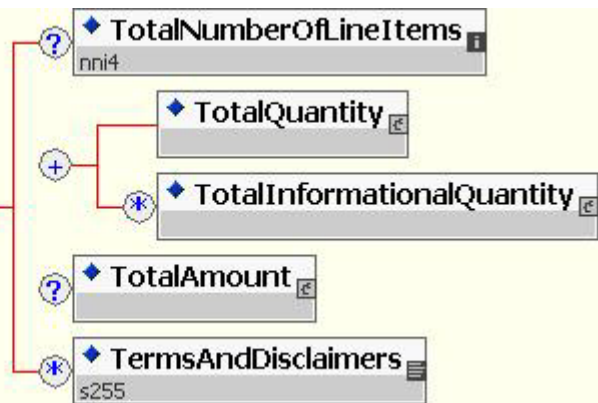 ? TotalNumberOfLineItems
nni4
TotalQuantity
+
* TotalInformationalQuantity
? TotalAmount
* TermsAndDisclaimers
s255